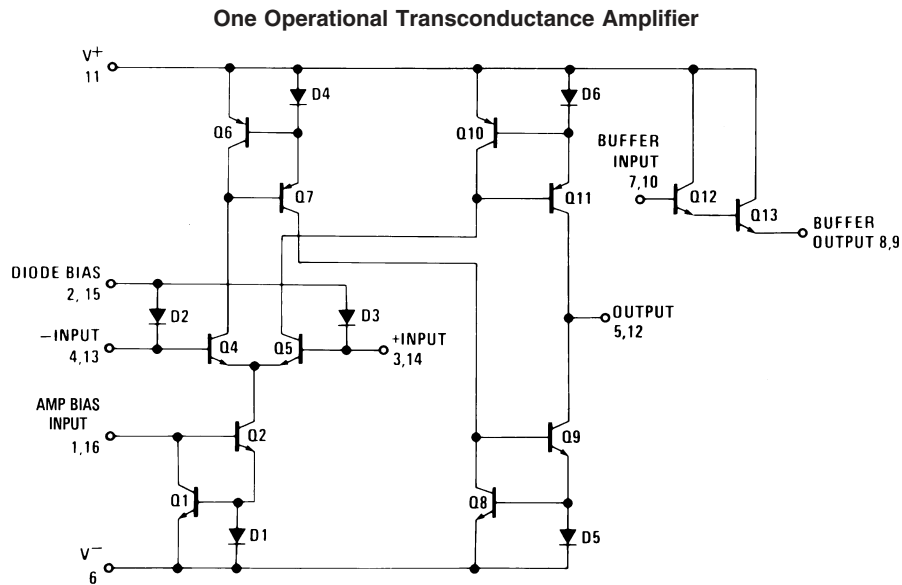 One Operational Transconductance Amplifier
V+
11
D4
D6
Q6
Q10
BUFFER
INPUT
7,10
Q7
Q11
Q12
Q13
BUFFER
OUTPUT 8,9
DIODE BIAS
2, 15
D2
D3
OUTPUT
5,12
−INPUT
4,13
Q4
Q5
+INPUT
3,14
AMP BIAS
INPUT
1,16
Q2
Q9
Q1
D1
Q8
D5
V−
6